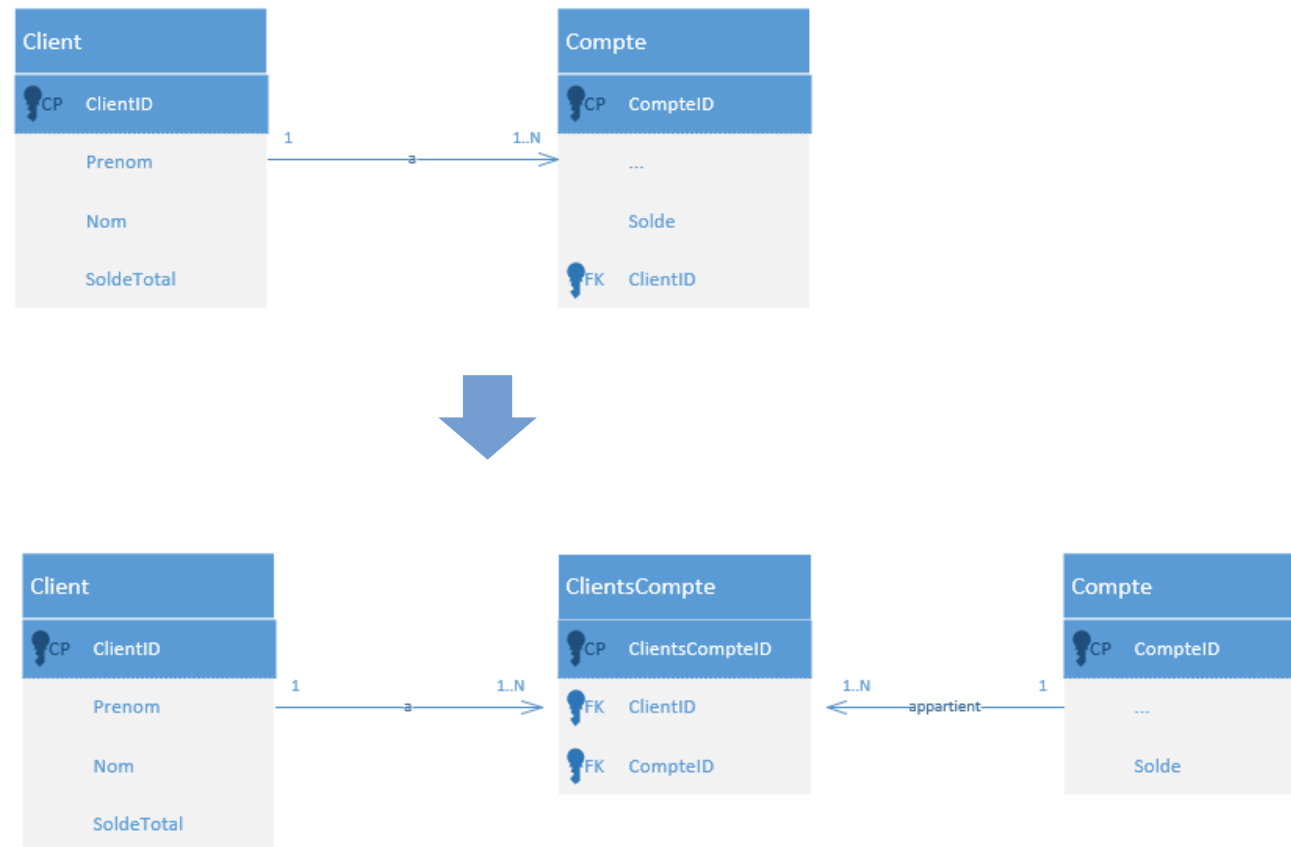 Client
CP ClientID
Prenom
Nom
SoldeTotal
1 a 1..N
Compte
CP CompteID
...
Solde
FK ClientID
Client
CP ClientID
Prenom
Nom
SoldeTotal
1 a 1..N
ClientsCompte
CP ClientsCompteID
FK ClientID
FK CompteID
1..N appartient 1
Compte
CP CompteID
...
Solde